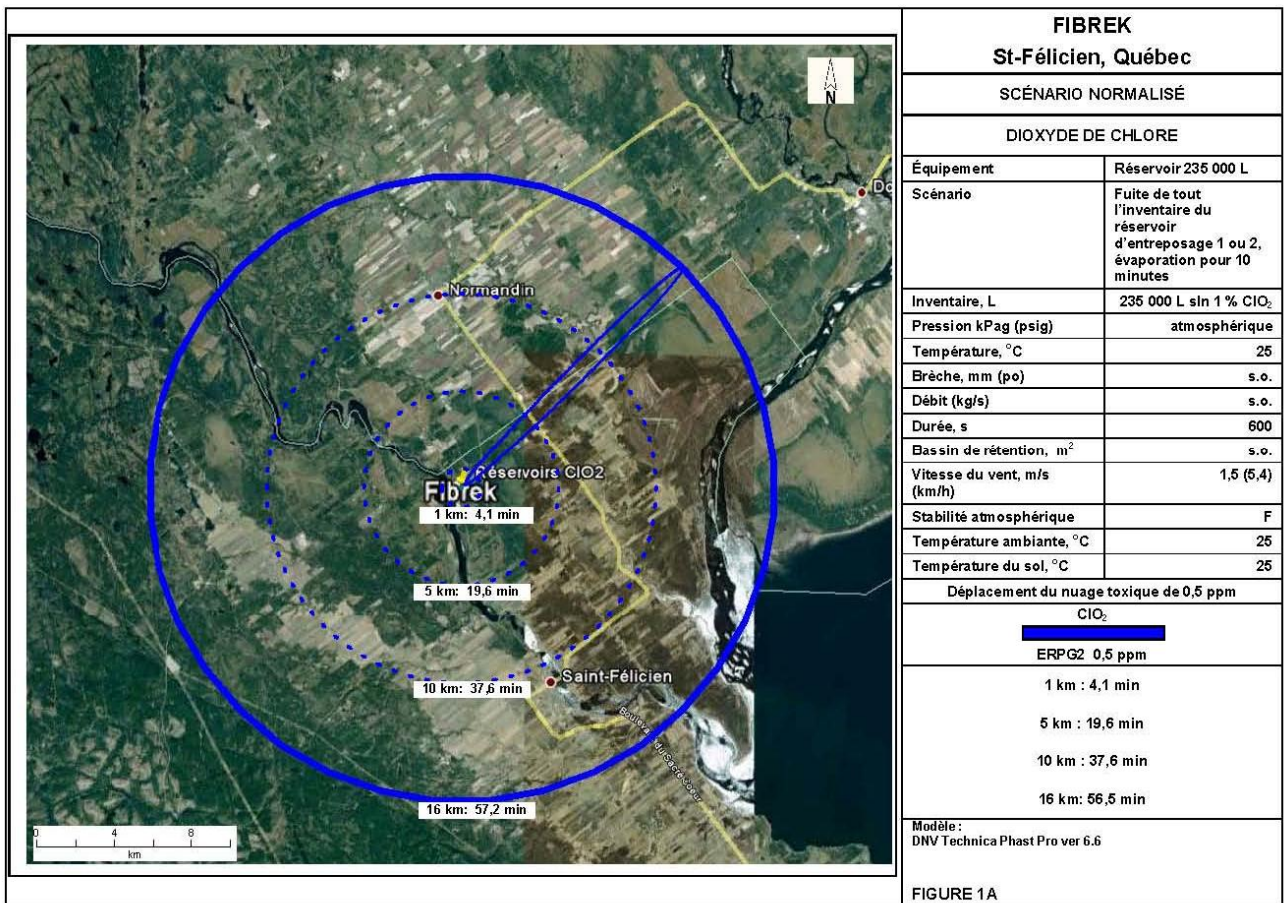 N
Do
Normandin
Réservoirs ClO2
Fibrek
1 km: 4,1 min
5 km: 19,6 min
Saint-Félicien
10 km: 37,6 min
Boulevard du Sacré Coeur
16 km: 57,2 min
0 4 8
km
FIBREK
St-Félicien, Québec
SCÉNARIO NORMALISÉ
DIOXYDE DE CHLORE
Équipement Réservoir 235 000 L
Scénario Fuite de tout
l'inventaire du
réservoir
d'entreposage 1 ou 2,
évaporation pour 10
minutes
Inventaire, L 235 000 L sln 1 % ClO₂
Pression kPag (psig) atmosphérique
Température, °C 25
Brèche, mm (po) s.o.
Débit (kg/s) s.o.
Durée, s 600
Bassin de rétention, m² s.o.
Vitesse du vent, m/s 1,5 (5,4)
(km/h)
Stabilité atmosphérique F
Température ambiante, °C 25
Température du sol, °C 25
Déplacement du nuage toxique de 0,5 ppm
ClO₂
ERPG2 0,5 ppm
1 km : 4,1 min
5 km : 19,6 min
10 km : 37,6 min
16 km: 56,5 min
Modèle :
DNV Technica Phast Pro ver 6.6
FIGURE 1A